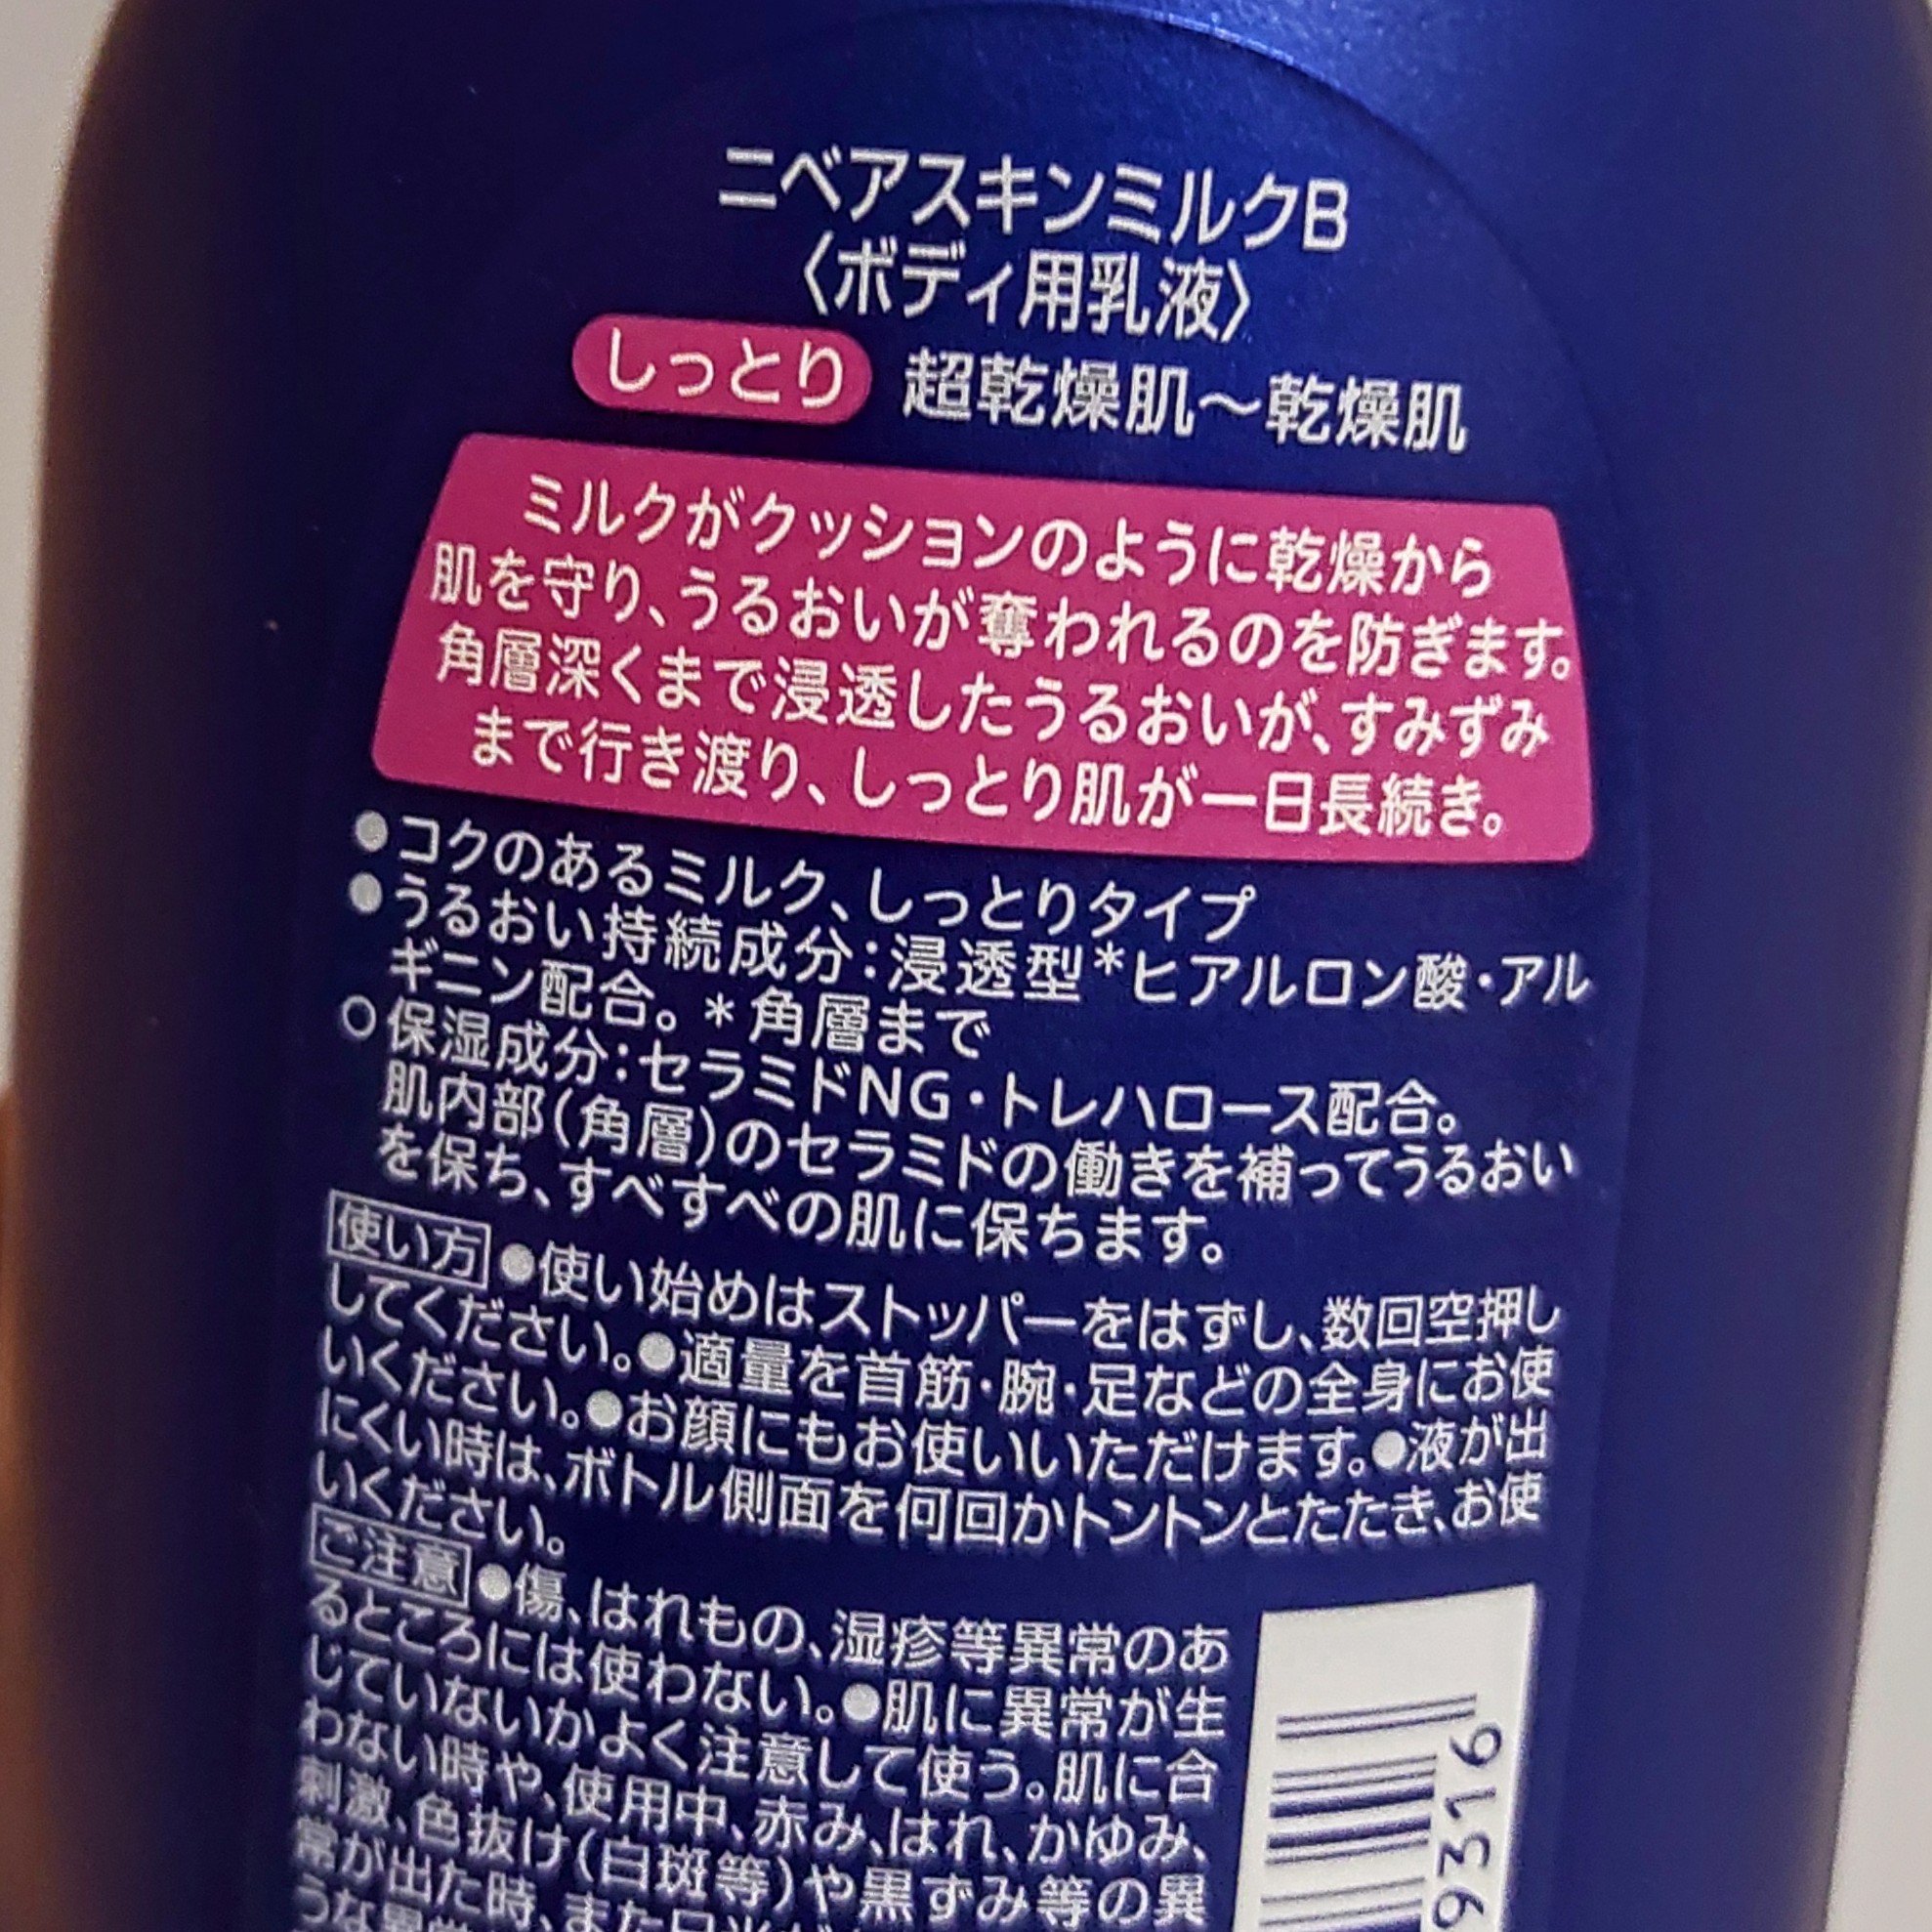 ニベアスキンミルクB
〈ボディ用乳液〉
しっとり 超乾燥肌～乾燥肌
ミルクがクッションのように乾燥から
肌を守り、うるおいが奪われるのを防ぎます。
角層深くまで浸透したうるおいが、すみずみ
まで行き渡り、しっとり肌が一日長続き。
●コクのあるミルク、しっとりタイプ
●うるおい持続成分：浸透型*ヒアルロン酸・アル
ギニン配合。*角層まで
○保湿成分：セラミドNG・トレハロース配合。
肌内部（角層）のセラミドの働きを補ってうるおい
を保ち、すべすべの肌に保ちます。
使い方 ●使い始めはストッパーをはずし、数回空押し
してください。●適量を首筋・腕・足などの全身にお使
いください。●お顔にもお使いいただけます。●液が出
にくい時は、ボトル側面を何回かトントンとたたき、お使
いください。
ご注意 ●傷、はれもの、湿疹等異常のあ
るところには使わない。●肌に異常が生
じていないかよく注意して使う。肌に合
わない時や、使用中、赤み、はれ、かゆみ、
刺激、色抜け（白斑等）や黒ずみ等の異
常が出た時、また日光が
うな異常
9316